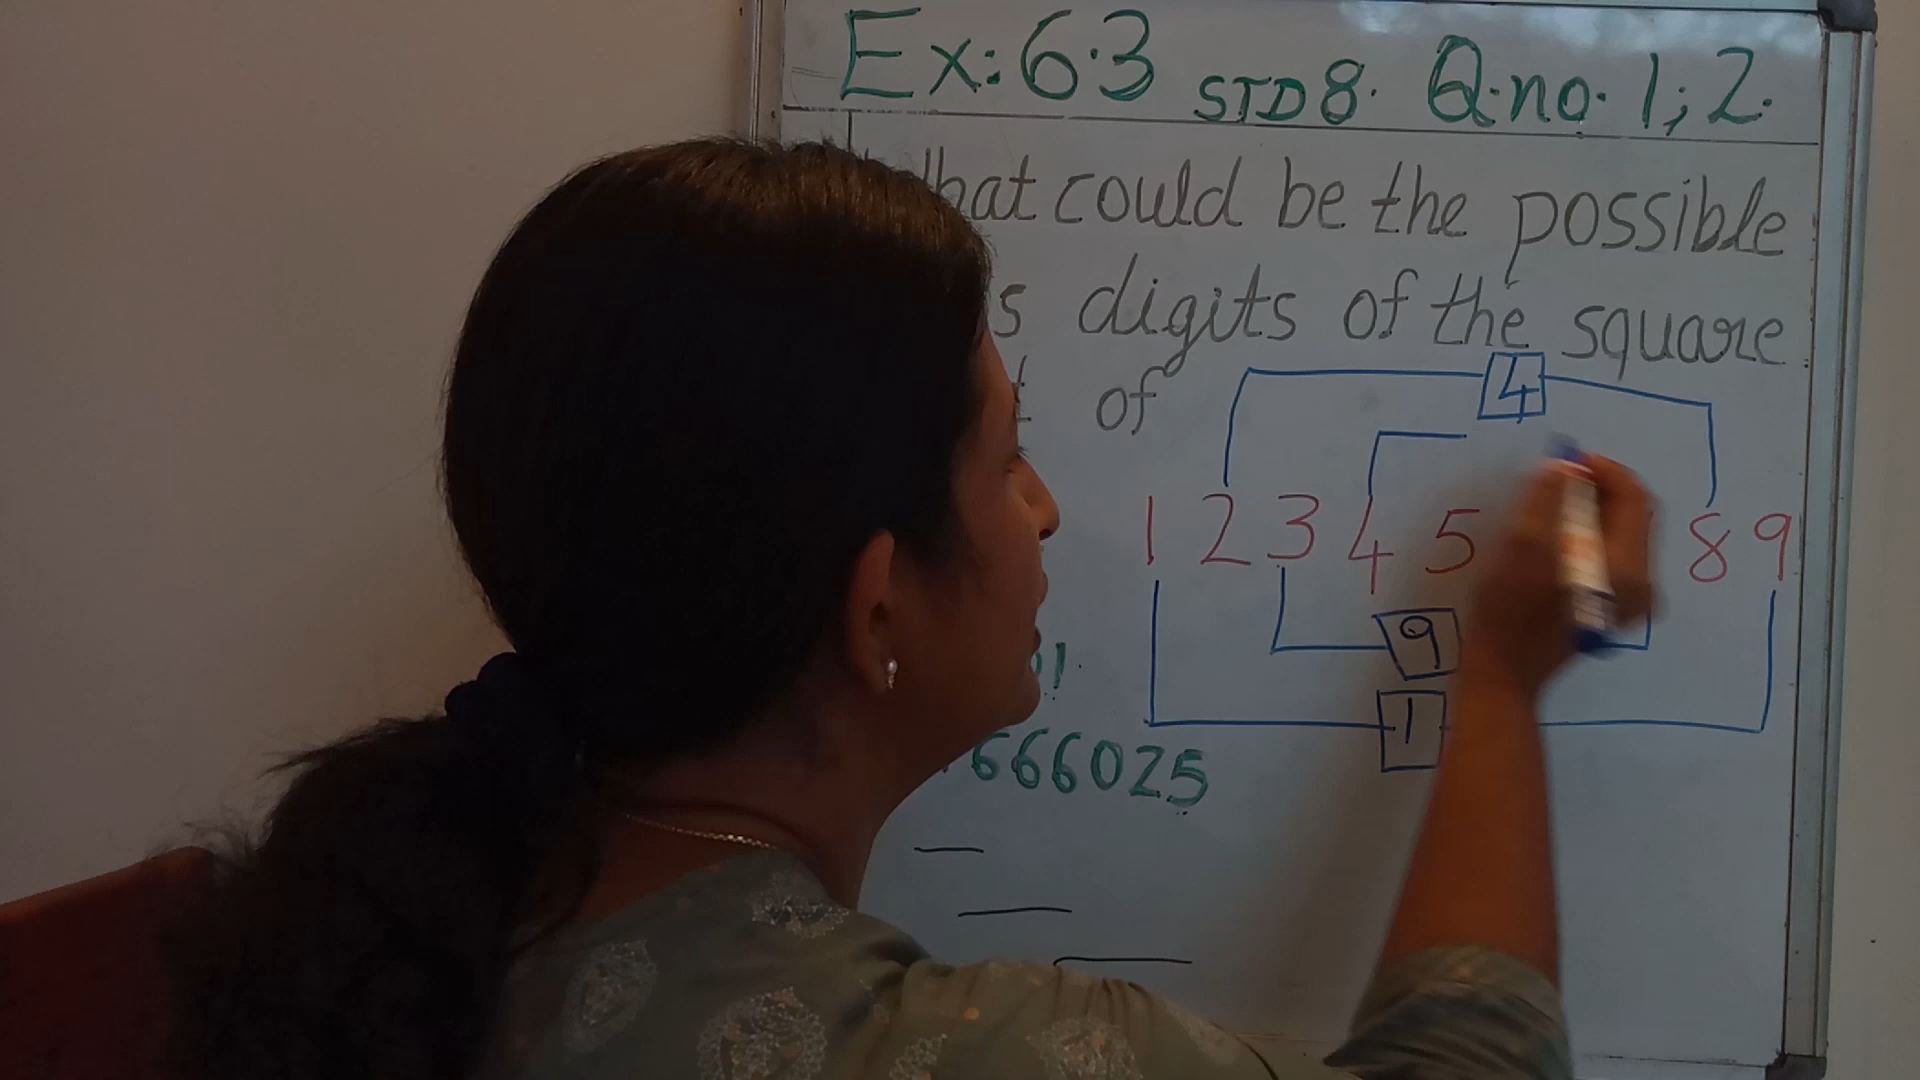 Ex: 6.3 STD 8. Q.no. 1; 2.
hat could be the possible
s digits of the square
t of
4
1 2 3 4 5 8 9
9
1
666025